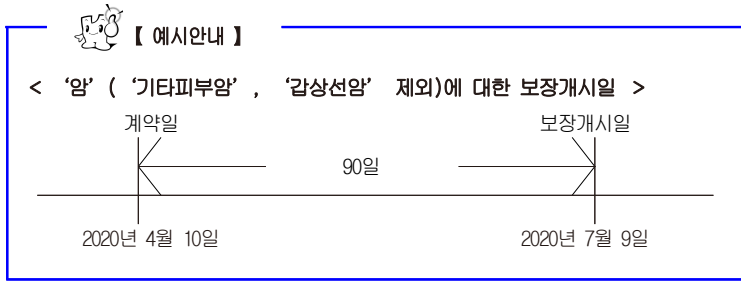 【 예시안내 】
< ‘암’ ( ‘기타피부암’ , ‘갑상선암’ 제외)에 대한 보장개시일 >
계약일 보장개시일
90일
2020년 4월 10일 2020년 7월 9일